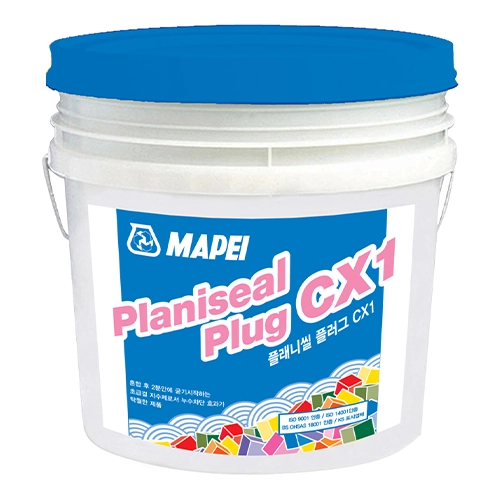 MAPEI
Planiseal
Plug CX1
플래니씰 플러그 CX1
혼합 후 2분안에 굳기시작하는
초급결 지수제로서 누수차단 효과가
탁월한 제품
ISO 9001 인증 / ISO 14001인증
BS OHSAS 18001 인증 / KS 표시업체